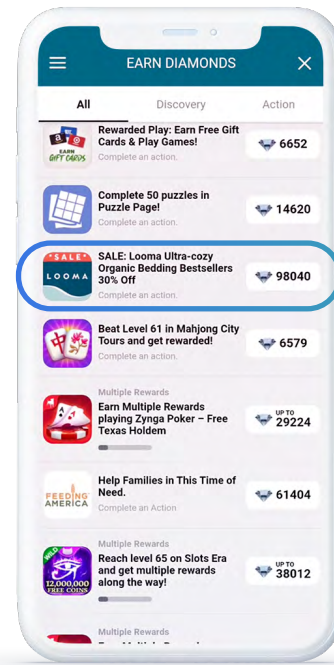 EARN DIAMONDS
All
Discovery
Action
Rewarded Play: Earn Free Gift
Cards & Play Games!
Complete an action.
6652
EARN
GIFT CARDS
Complete 50 puzzles in
Puzzle Page!
Complete an action.
14620
*SALE*
LOOMA
SALE: Looma Ultra-cozy
Organic Bedding Bestsellers
30% Off
Complete an action.
98040
Beat Level 61 in Mahjong City
Tours and get rewarded!
Complete an action.
6579
Multiple Rewards
Earn Multiple Rewards
playing Zynga Poker – Free
Texas Holdem
UP TO
29224
FEEDING
AMERICA
Help Families in This Time of
Need.
Complete an Action
61404
Multiple Rewards
Reach level 65 on Slots Era
and get multiple rewards
along the way!
WILD
12,000,000
FREE COINS
UP TO
38012
Multiple Rewards